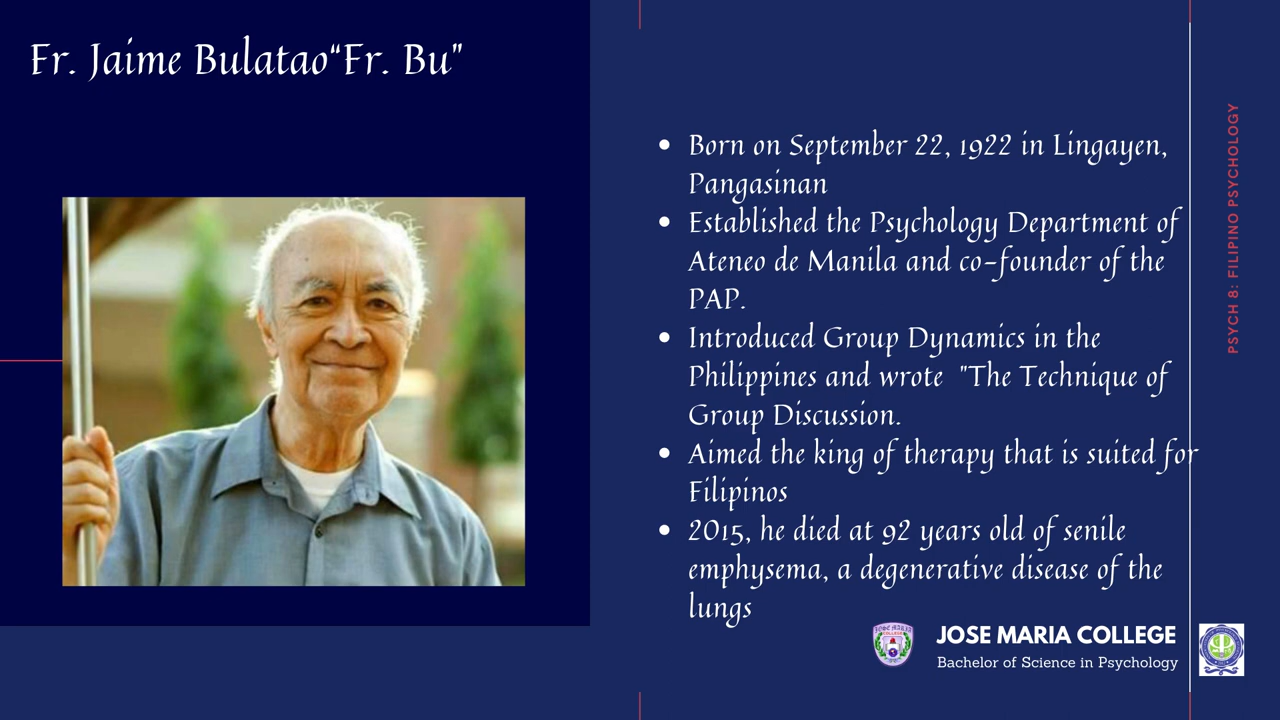 Fr. Jaime Bulatao“Fr. Bu"
Born on September 22, 1922 in Lingayen,
Pangasinan
Established the Psychology Department of
Ateneo de Manila and co-founder of the
PAP.
Introduced Group Dynamics in the
Philippines and wrote  "The Technique of
Group Discussion.
Aimed the king of therapy that is suited for
Filipinos
2015, he died at 92 years old of senile
emphysema, a degenerative disease of the
lungs
PSYCH 8: FILIPINO PSYCHOLOGY
JOSE MARIA
COLLEGE
JOSE MARIA COLLEGE
Bachelor of Science in Psychology